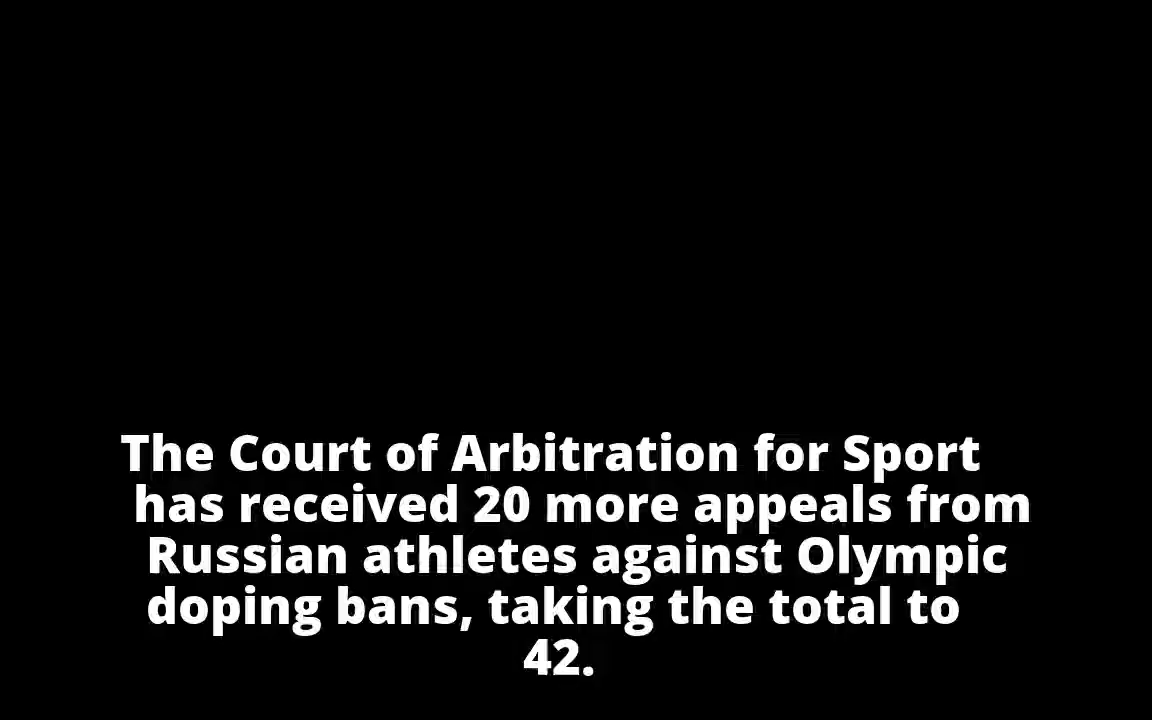 The Court of Arbitration for Sport
has received 20 more appeals from
Russian athletes against Olympic
doping bans, taking the total to
42.